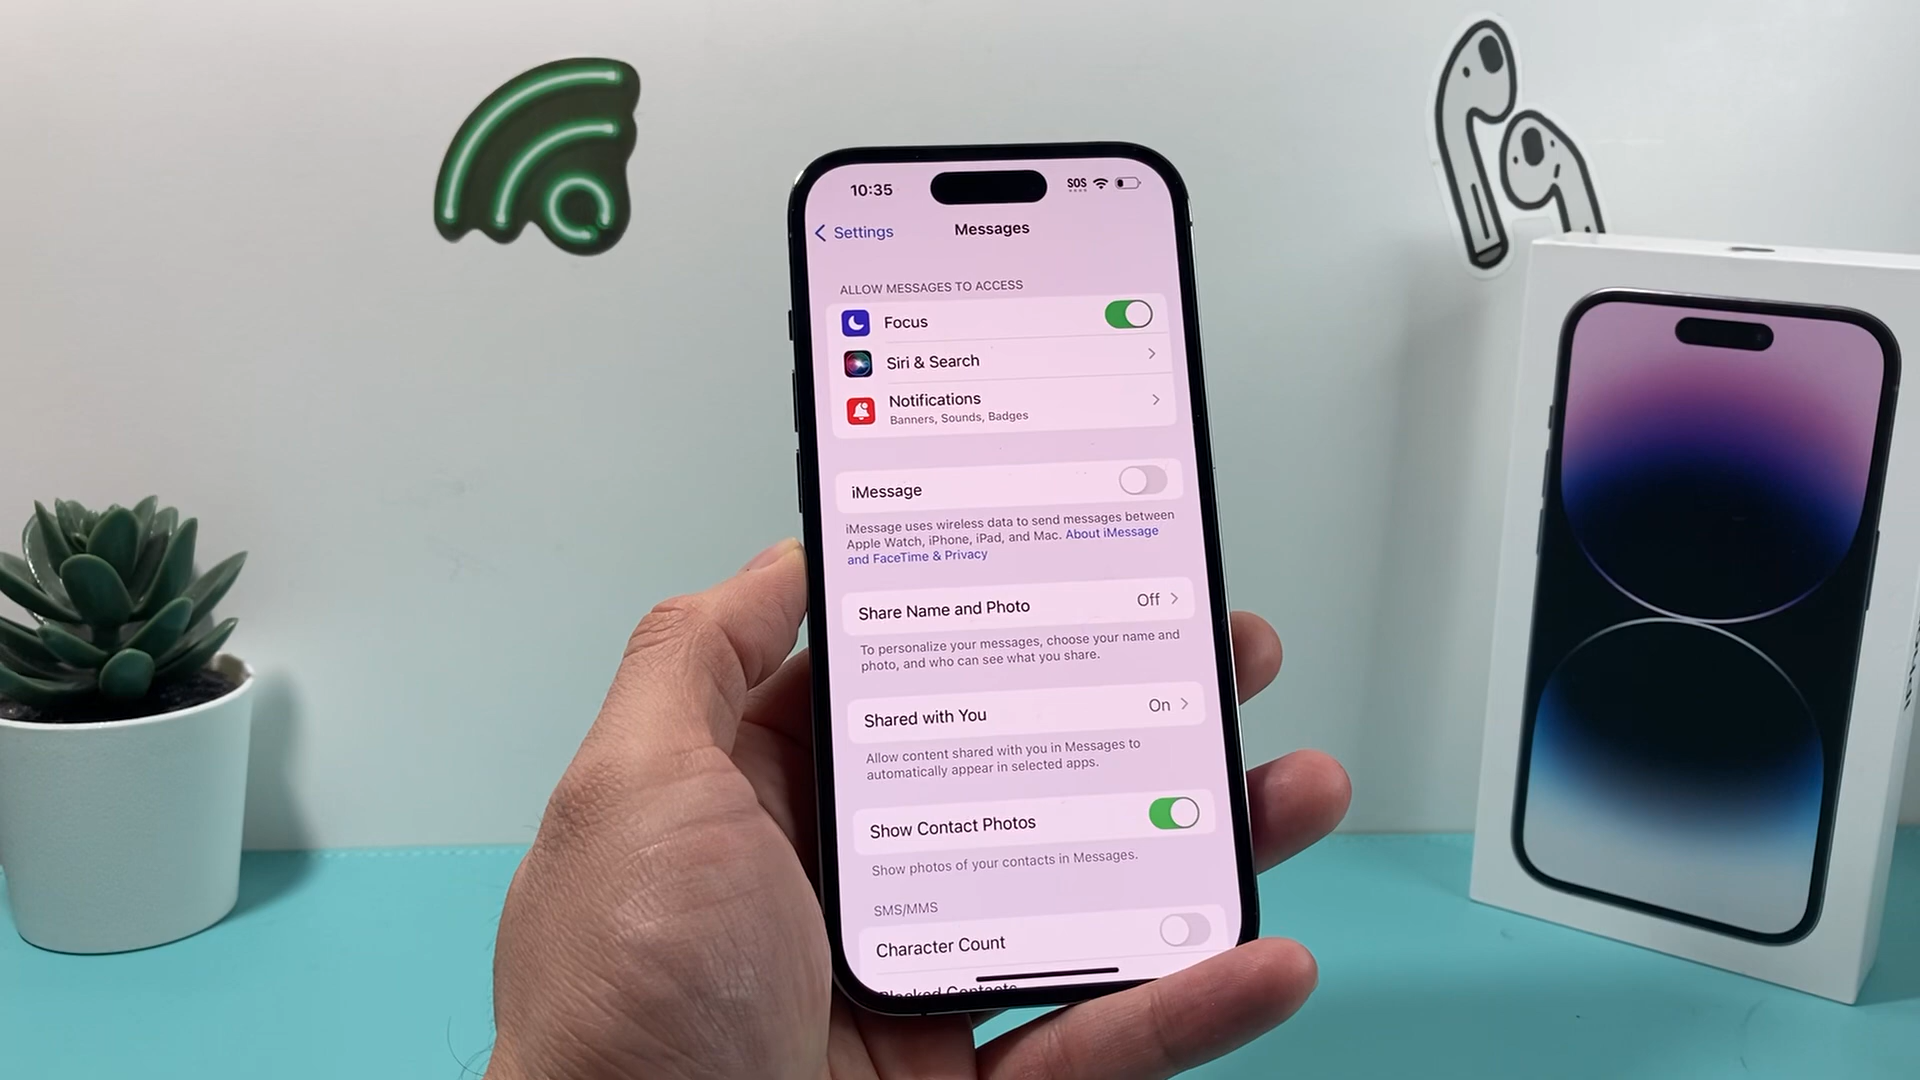 10:35
SOS
Settings
Messages
ALLOW MESSAGES TO ACCESS
Focus
Siri & Search
Notifications
Banners, Sounds, Badges
iMessage
iMessage uses wireless data to send messages between
Apple Watch, iPhone, iPad, and Mac. About iMessage
and FaceTime & Privacy
Share Name and Photo Off
To personalize your messages, choose your name and
photo, and who can see what you share.
Shared with You On
Allow content shared with you in Messages to
automatically appear in selected apps.
Show Contact Photos
Show photos of your contacts in Messages.
SMS/MMS
Character Count
Blocked Contacts